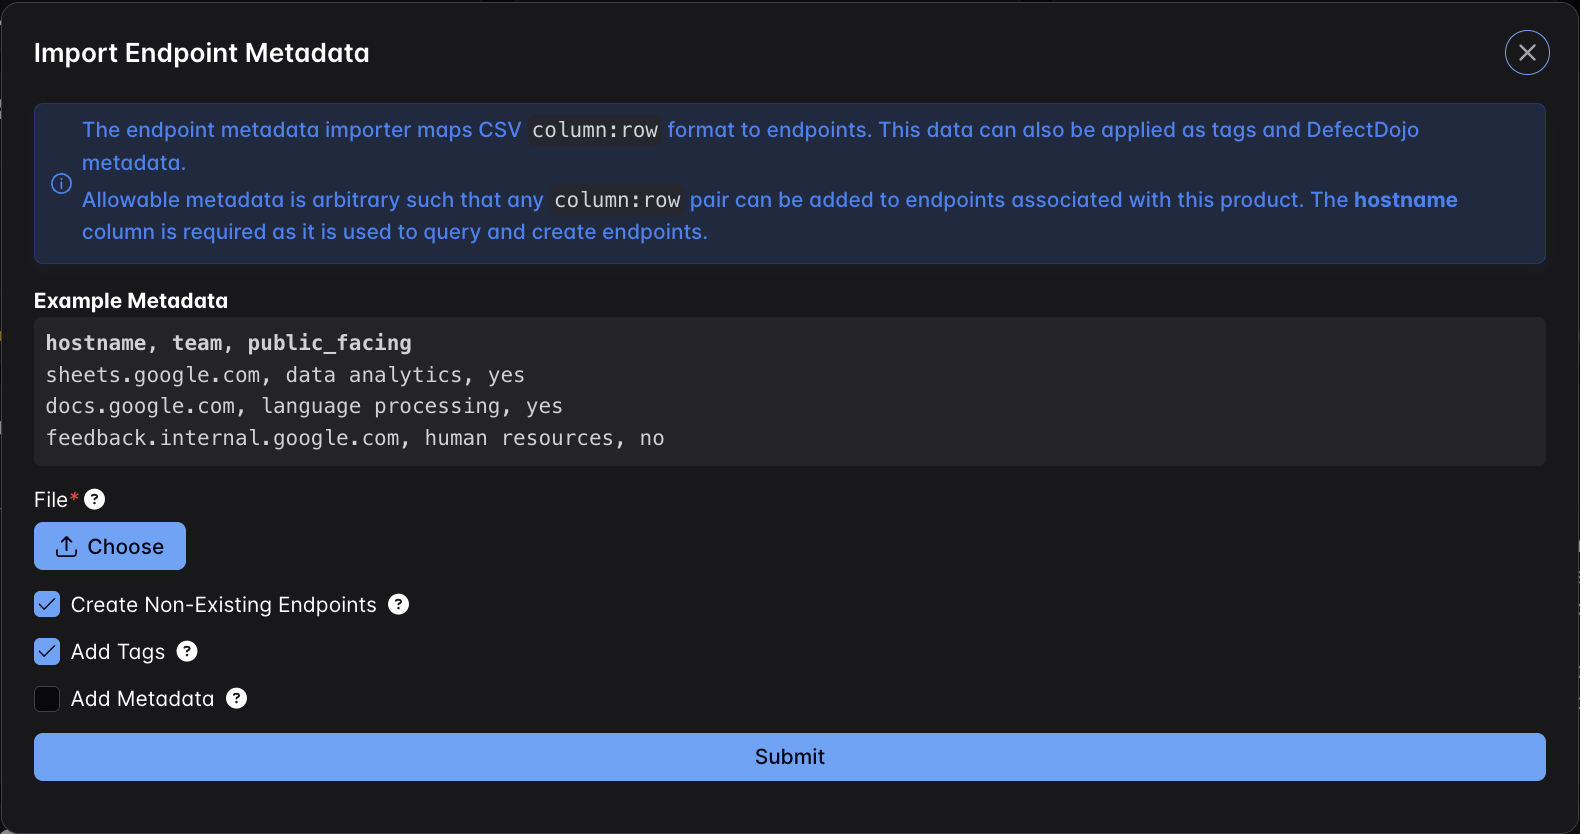 Import Endpoint Metadata
The endpoint metadata importer maps CSV column:row format to endpoints. This data can also be applied as tags and DefectDojo
metadata.
Allowable metadata is arbitrary such that any column:row pair can be added to endpoints associated with this product. The hostname
column is required as it is used to query and create endpoints.
Example Metadata
hostname, team, public_facing
sheets.google.com, data analytics, yes
docs.google.com, language processing, yes
feedback.internal.google.com, human resources, no
File*
Choose
Create Non-Existing Endpoints
Add Tags
Add Metadata
Submit